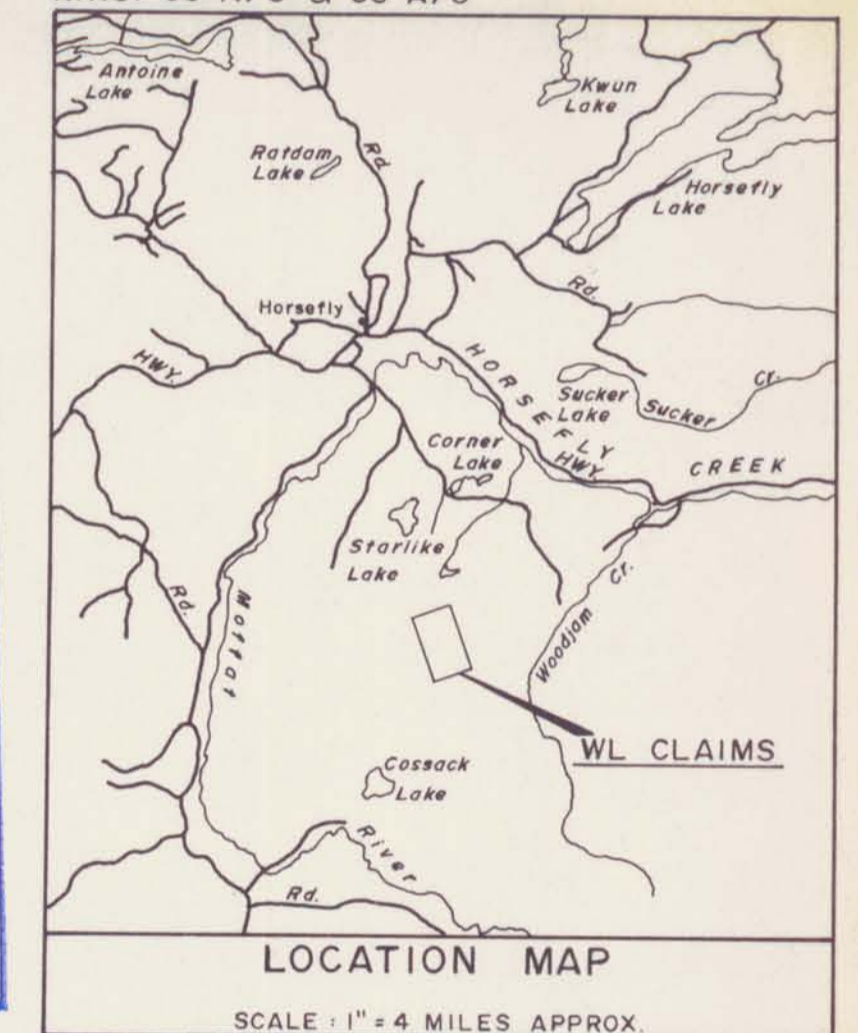 Antoine
Lake
Kwun
Lake
Ratdam
Lake
Rd.
Horsefly
Lake
Rd.
Horsefly
HWY.
HORSEFLY
HWY.
Sucker
Lake
Sucker
Cr.
Corner
Lake
CREEK
Starlike
Lake
Rd.
Moffat
Woodjam
Cr.
WL CLAIMS
Cossack
Lake
River
Rd.
LOCATION MAP
SCALE : 1" = 4 MILES APPROX.